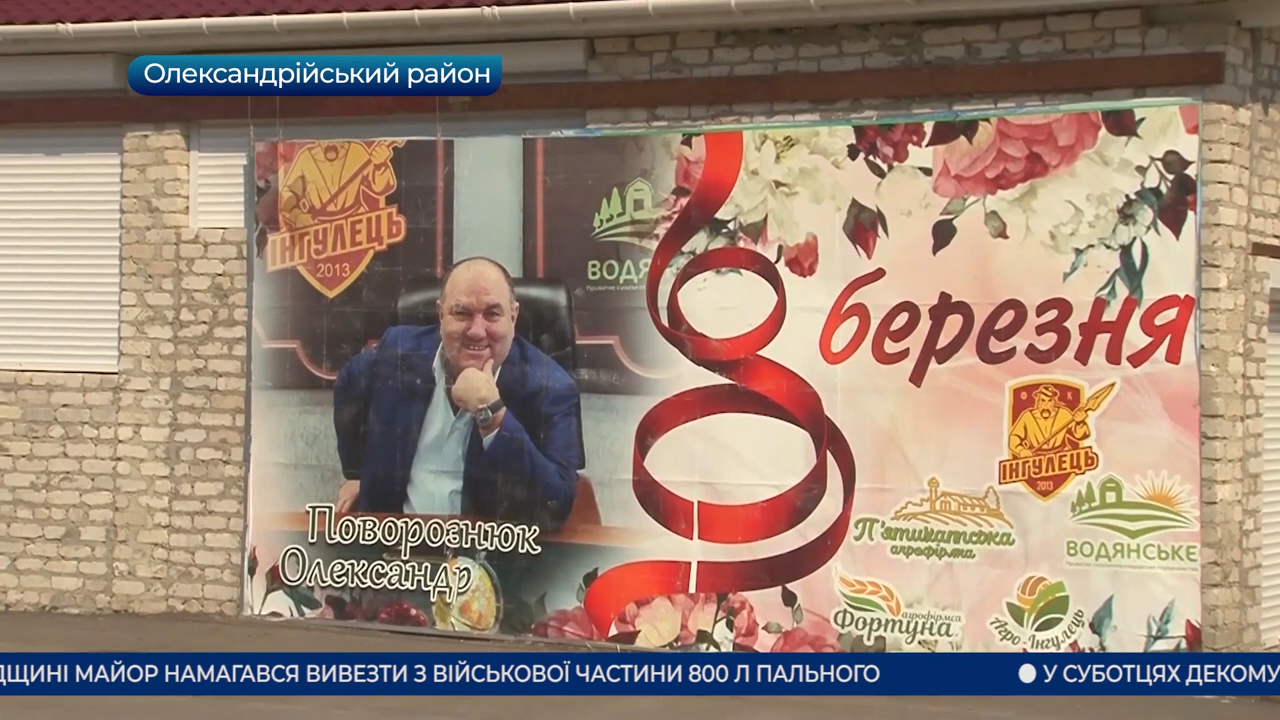 Олександрійський район
ІНГУЛЕЦЬ
2013
ВОДЯ
8
березня
Ф К
ІНГУЛЕЦЬ
2013
П'ятихатська
агрофірма
ВОДЯНСЬКЕ
Поворознюк
Олександр
агрофірма
Фортуна
Агро-Інгулець
ДЩИНІ МАЙОР НАМАГАВСЯ ВИВЕЗТИ З ВІЙСЬКОВОЇ ЧАСТИНИ 800 Л ПАЛЬНОГО
У СУБОТЦЯХ ДЕКОМУ